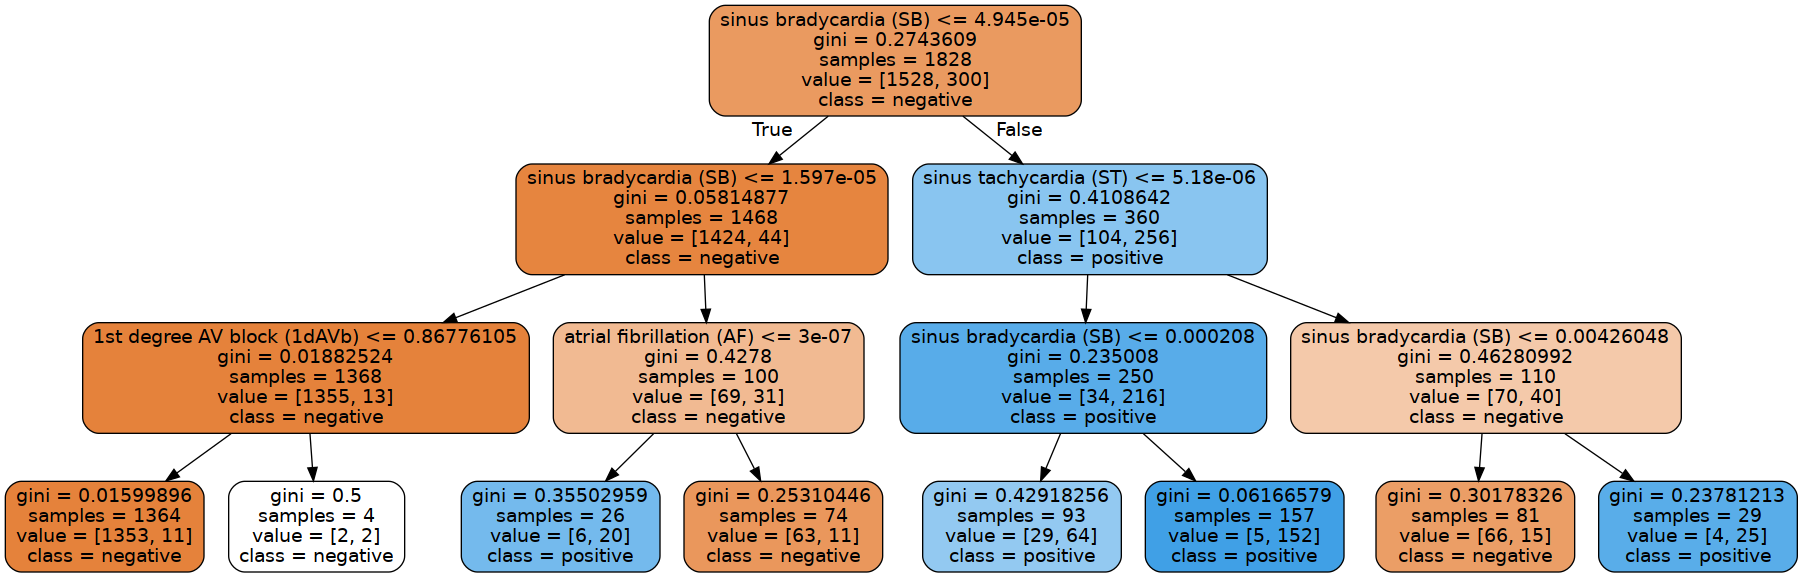 sinus bradycardia (SB) <= 4.945e-05
gini = 0.2743609
samples = 1828
value = [1528, 300]
class = negative
True
False
sinus bradycardia (SB) <= 1.597e-05
gini = 0.05814877
samples = 1468
value = [1424, 44]
class = negative
sinus tachycardia (ST) <= 5.18e-06
gini = 0.4108642
samples = 360
value = [104, 256]
class = positive
1st degree AV block (1dAVb) <= 0.86776105
gini = 0.01882524
samples = 1368
value = [1355, 13]
class = negative
atrial fibrillation (AF) <= 3e-07
gini = 0.4278
samples = 100
value = [69, 31]
class = negative
sinus bradycardia (SB) <= 0.000208
gini = 0.235008
samples = 250
value = [34, 216]
class = positive
sinus bradycardia (SB) <= 0.00426048
gini = 0.46280992
samples = 110
value = [70, 40]
class = negative
gini = 0.01599896
samples = 1364
value = [1353, 11]
class = negative
gini = 0.5
samples = 4
value = [2, 2]
class = negative
gini = 0.35502959
samples = 26
value = [6, 20]
class = positive
gini = 0.25310446
samples = 74
value = [63, 11]
class = negative
gini = 0.42918256
samples = 93
value = [29, 64]
class = positive
gini = 0.06166579
samples = 157
value = [5, 152]
class = positive
gini = 0.30178326
samples = 81
value = [66, 15]
class = negative
gini = 0.23781213
samples = 29
value = [4, 25]
class = positive